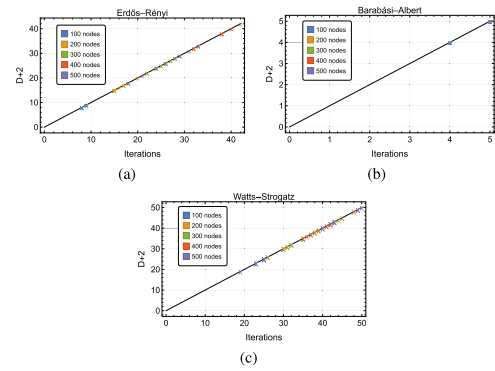 Erdős–Rényi
D+2
40
30
20
10
0
100 nodes
200 nodes
300 nodes
400 nodes
500 nodes
0 10 20 30 40
Iterations
(a)
Barabási–Albert
D+2
5
4
3
2
1
0
100 nodes
200 nodes
300 nodes
400 nodes
500 nodes
0 1 2 3 4 5
Iterations
(b)
Watts–Strogatz
D+2
50
40
30
20
10
0
100 nodes
200 nodes
300 nodes
400 nodes
500 nodes
0 10 20 30 40 50
Iterations
(c)